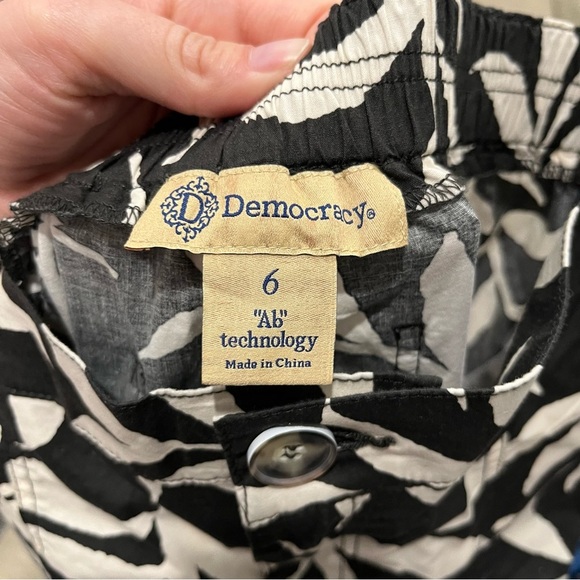 D Democracy®
6
"Ab"
technology
Made in China